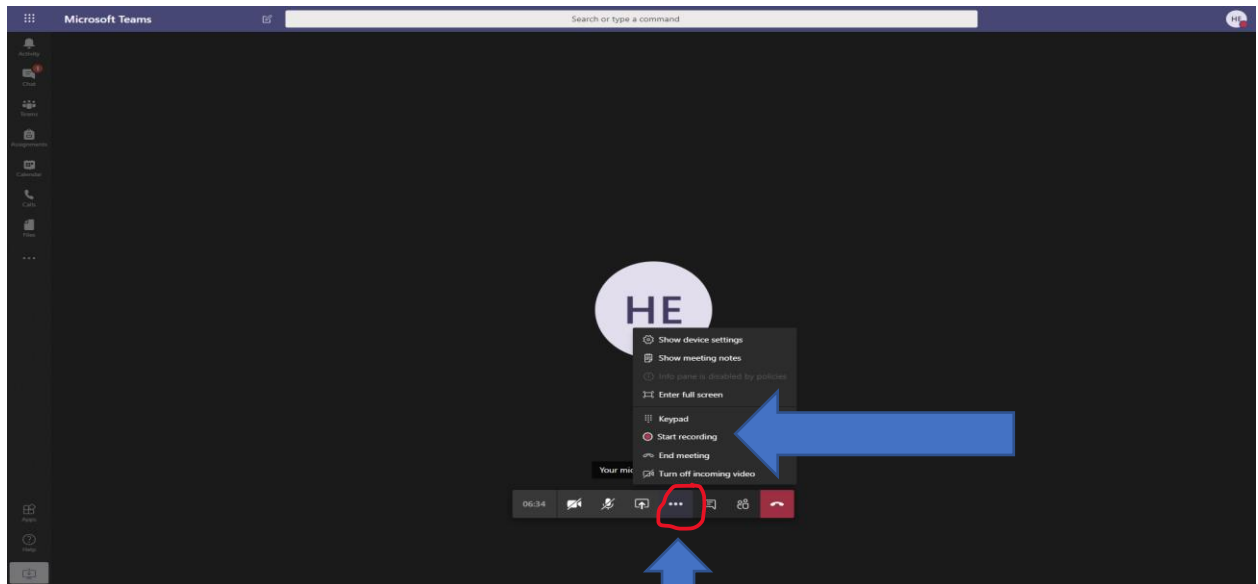 Microsoft Teams
Search or type a command
HE
Activity
Chat
Teams
Assignments
Calendar
Calls
Files
HE
Show device settings
Show meeting notes
Info pane is disabled by policies
Enter full screen
Keypad
Start recording
End meeting
Your mic
Turn off incoming video
06:34
Apps
Help